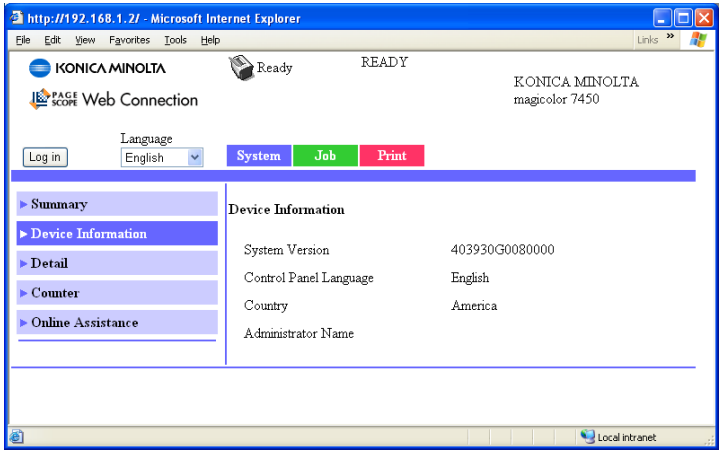 http://192.168.1.2/ - Microsoft Internet Explorer
File Edit View Favorites Tools Help Links »
KONICA MINOLTA
Ready
READY
KONICA MINOLTA
magicolor 7450
PAGE SCOPE Web Connection
Language
Log in English System Job Print
Summary
Device Information
Detail
Counter
Online Assistance
Device Information
System Version 403930G0080000
Control Panel Language English
Country America
Administrator Name
Local intranet